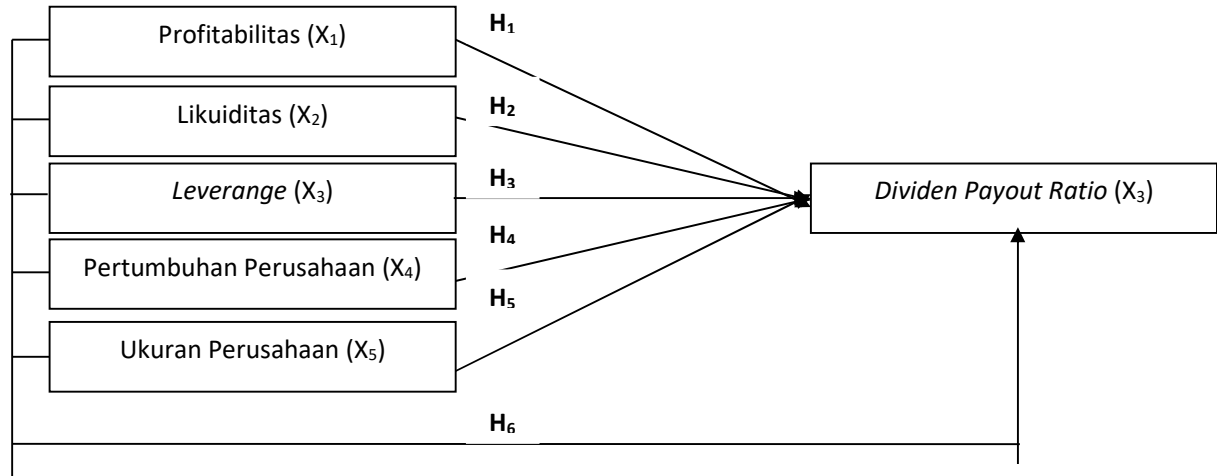 Profitabilitas (X₁)
H₁
Likuiditas (X₂)
H₂
Leverange (X₃)
H₃
Dividen Payout Ratio (X₃)
Pertumbuhan Perusahaan (X₄)
H₄
Ukuran Perusahaan (X₅)
H₅
H₆